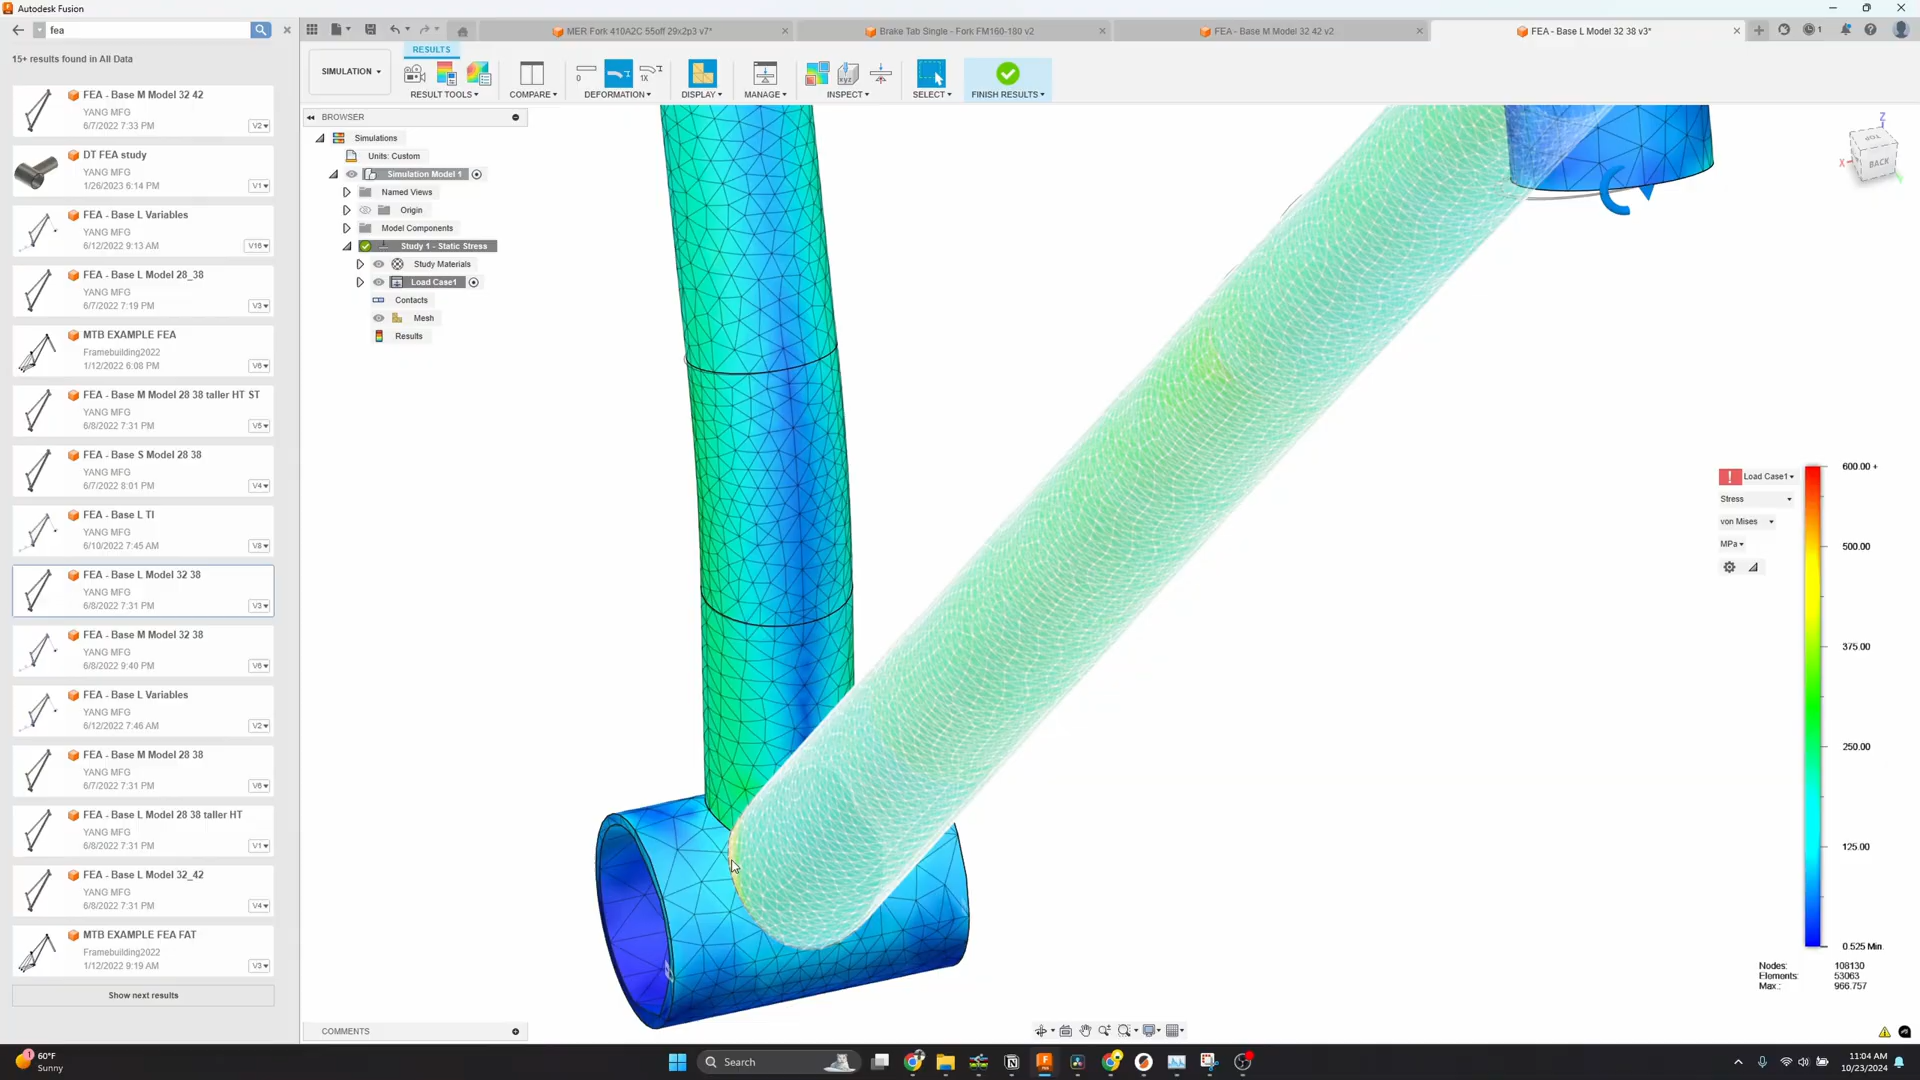 Autodesk Fusion
fea
15+ results found in All Data
FEA - Base M Model 32 42
YANG MFG
6/7/2022 7:33 PM
V2
DT FEA study
YANG MFG
1/26/2023 6:14 PM
V1
FEA - Base L Variables
YANG MFG
6/12/2022 9:13 AM
V16
FEA - Base L Model 28_38
YANG MFG
6/7/2022 7:19 PM
V3
MTB EXAMPLE FEA
Framebuilding2022
1/12/2022 6:08 PM
V6
FEA - Base M Model 28 38 taller HT ST
YANG MFG
6/8/2022 7:31 PM
V5
FEA - Base S Model 28 38
YANG MFG
6/7/2022 8:01 PM
V4
FEA - Base L TI
YANG MFG
6/10/2022 7:45 AM
V8
FEA - Base L Model 32 38
YANG MFG
6/8/2022 7:31 PM
V3
FEA - Base M Model 32 38
YANG MFG
6/8/2022 9:40 PM
V6
FEA - Base L Variables
YANG MFG
6/12/2022 7:46 AM
V2
FEA - Base M Model 28 38
YANG MFG
6/7/2022 7:31 PM
V6
FEA - Base L Model 28 38 taller HT
YANG MFG
6/8/2022 7:31 PM
V1
FEA - Base L Model 32_42
YANG MFG
6/8/2022 7:31 PM
V4
MTB EXAMPLE FEA FAT
Framebuilding2022
1/12/2022 9:19 AM
V3
Show next results
MER Fork 410A2C 55off 29x2p3 v7*
Brake Tab Single - Fork FM160-180 v2
FEA - Base M Model 32 42 v2
FEA - Base L Model 32 38 v3*
1
SIMULATION
RESULTS
RESULT TOOLS
COMPARE
0
1X
DEFORMATION
DISPLAY
MANAGE
xyz
INSPECT
SELECT
FINISH RESULTS
BROWSER
Simulations
Units: Custom
Simulation Model 1
Named Views
Origin
Model Components
Study 1 - Static Stress
Study Materials
Load Case1
Contacts
Mesh
Results
Z
TOP
X
BACK
Load Case1
Stress
von Mises
MPa
600.00 +
500.00
375.00
250.00
125.00
0.525 Min.
Nodes: 108130
Elements: 53063
Max.: 966.757
COMMENTS
1
60°F
Sunny
Search
11:04 AM
10/23/2024